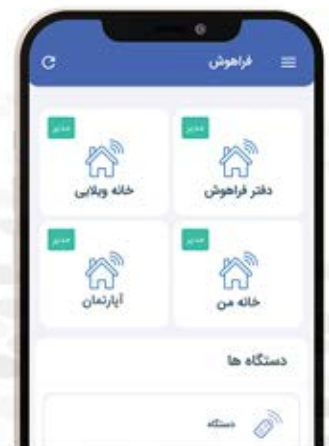 فراهوش
مدیر
مدیر
دفتر فراهوش
خانه ویلایی
مدیر
مدیر
خانه من
آپارتمان
دستگاه ها
دستگاه